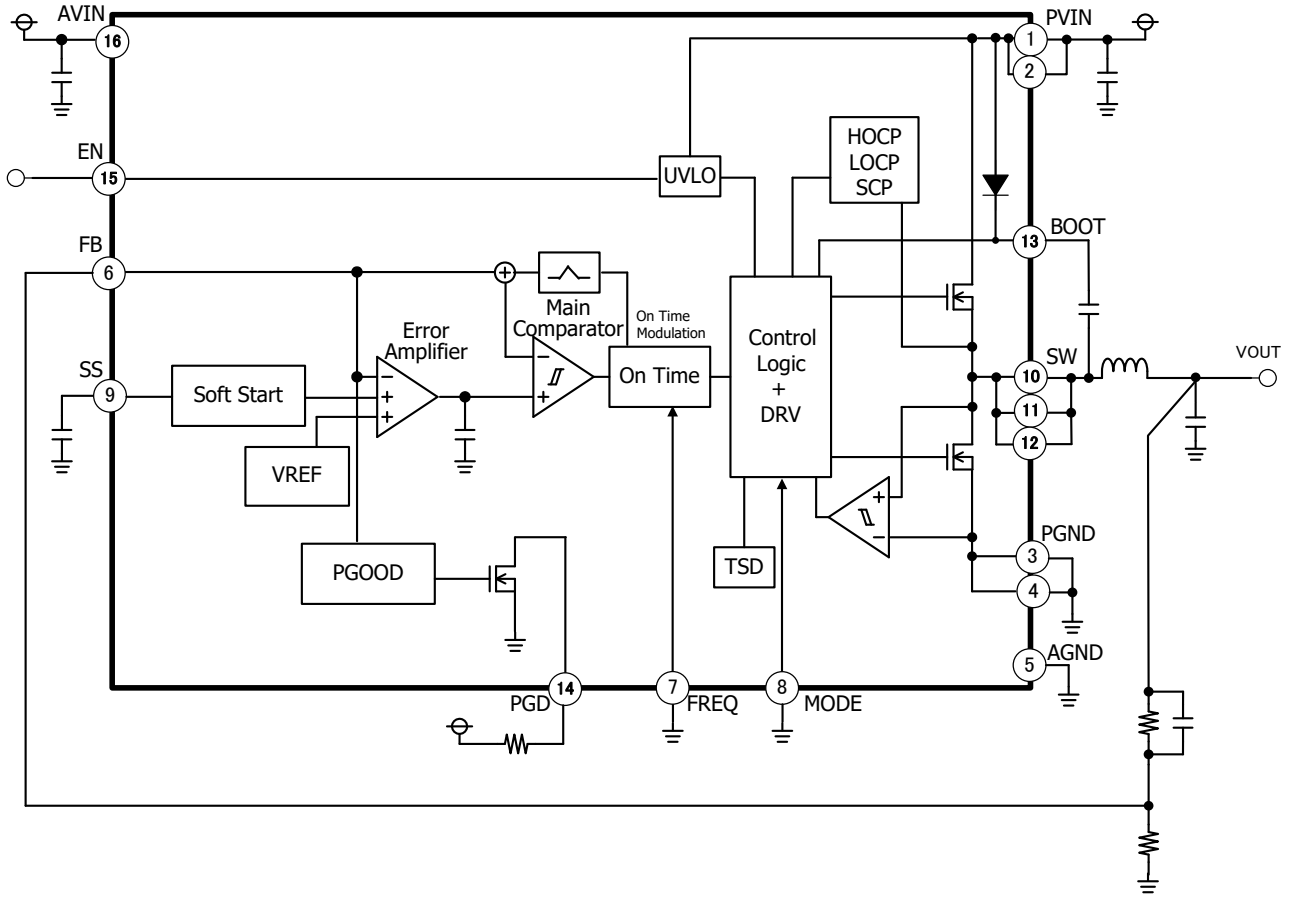 AVIN
16
PVIN
1
2
HOCP
LOCP
SCP
EN
15
UVLO
BOOT
13
FB
6
+
Main
Comparator
On Time
Modulation
Error
Amplifier
−
+
On Time
Control
Logic
+
DRV
SW
10
11
12
VOUT
SS
9
Soft Start
−
+
+
VREF
+
−
PGOOD
TSD
PGND
3
4
5
AGND
PGD
14
7
FREQ
8
MODE